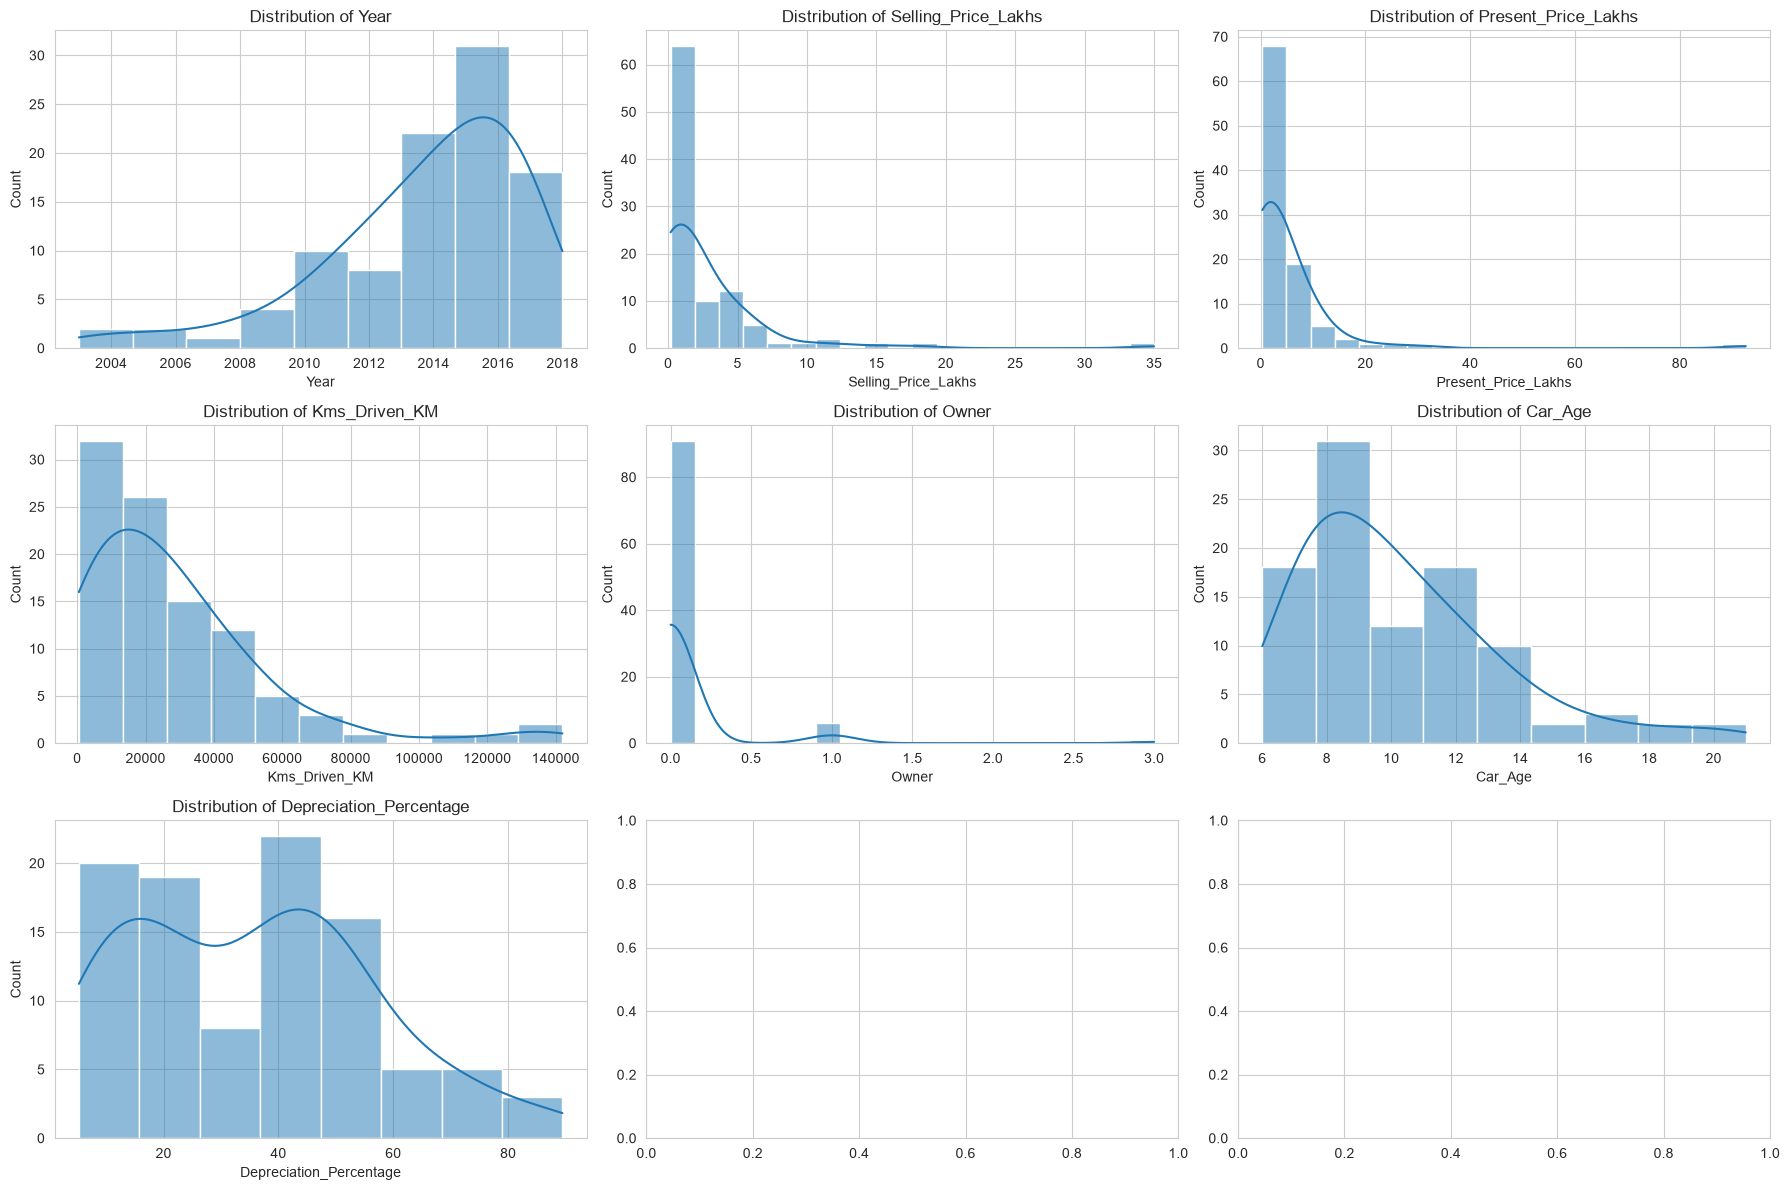 Distribution of Year
30
25
20
15
10
5
0
Count
2004 2006 2008 2010 2012 2014 2016 2018
Year
Distribution of Selling_Price_Lakhs
60
50
40
30
20
10
0
Count
0 5 10 15 20 25 30 35
Selling_Price_Lakhs
Distribution of Present_Price_Lakhs
70
60
50
40
30
20
10
0
Count
0 20 40 60 80
Present_Price_Lakhs
Distribution of Kms_Driven_KM
30
25
20
15
10
5
0
Count
0 20000 40000 60000 80000 100000 120000 140000
Kms_Driven_KM
Distribution of Owner
80
60
40
20
0
Count
0.0 0.5 1.0 1.5 2.0 2.5 3.0
Owner
Distribution of Car_Age
30
25
20
15
10
5
0
Count
6 8 10 12 14 16 18 20
Car_Age
Distribution of Depreciation_Percentage
20
15
10
5
0
Count
20 40 60 80
Depreciation_Percentage
1.0
0.8
0.6
0.4
0.2
0.0
0.0 0.2 0.4 0.6 0.8 1.0
1.0
0.8
0.6
0.4
0.2
0.0
0.0 0.2 0.4 0.6 0.8 1.0